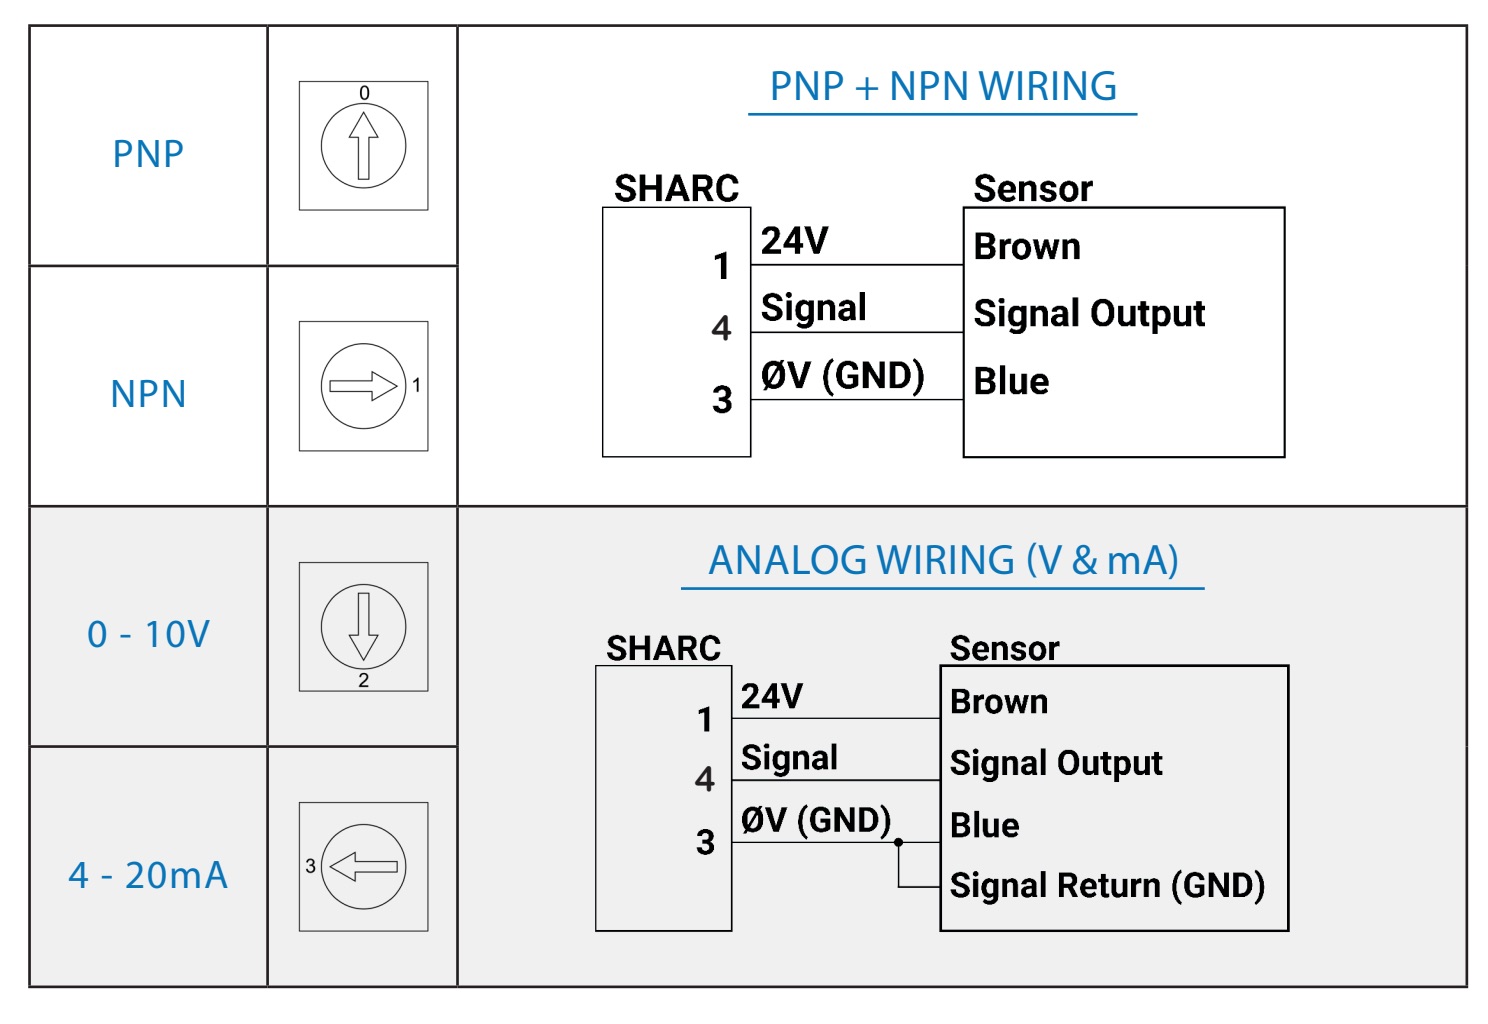 PNP
0
NPN
1
PNP + NPN WIRING
SHARC
Sensor
1
24V
Brown
4
Signal
Signal Output
3
ØV (GND)
Blue
0 - 10V
2
4 - 20mA
3
ANALOG WIRING (V & mA)
SHARC
Sensor
1
24V
Brown
4
Signal
Signal Output
3
ØV (GND)
Blue
Signal Return (GND)